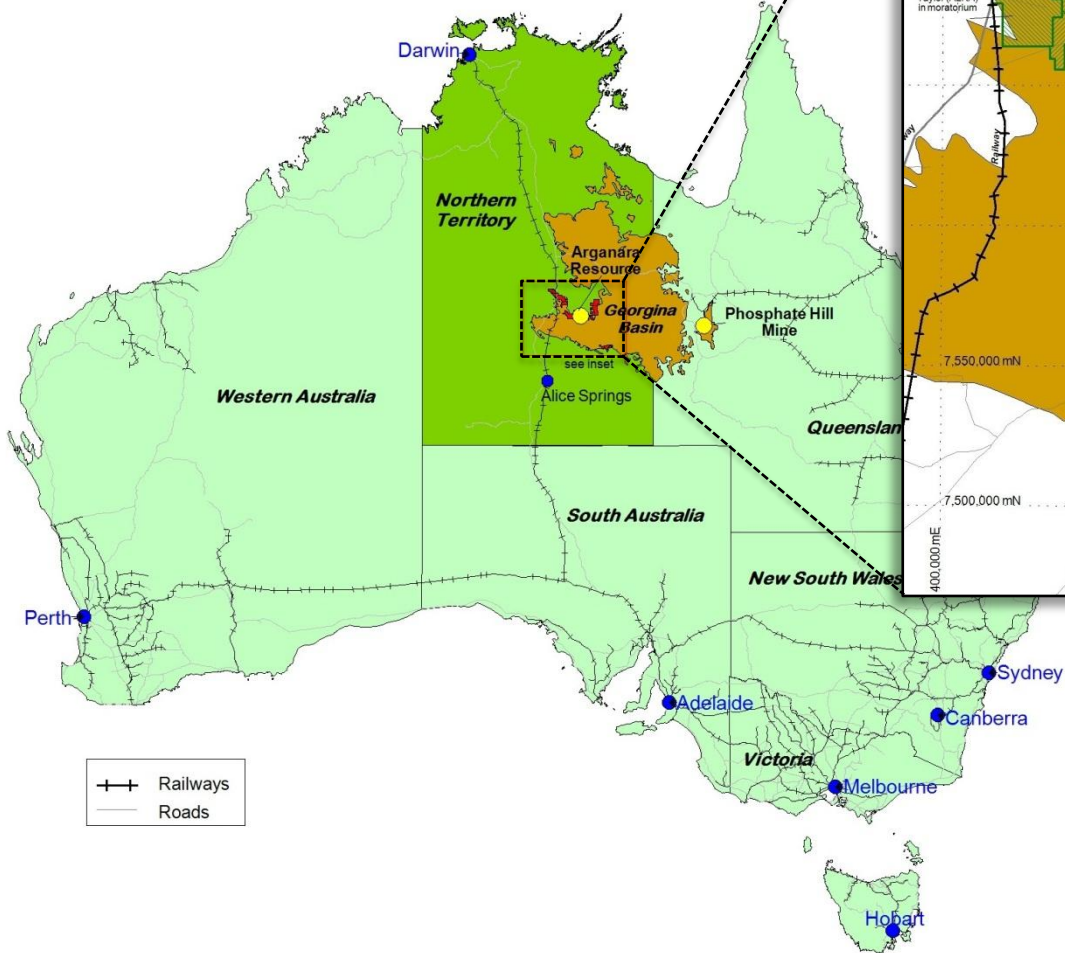 in moratorium
Darwin
way
Railway
Northern
Territory
Arganara
Resource
Georgina
Basin
Phosphate Hill
Mine
see inset
7,550,000 mN
Alice Springs
Western Australia
Queenslan
7,500,000 mN
South Australia
400,000 mE
New South Wales
Perth
Sydney
Adelaide
Canberra
Victoria
Railways
Melbourne
Roads
Hobart